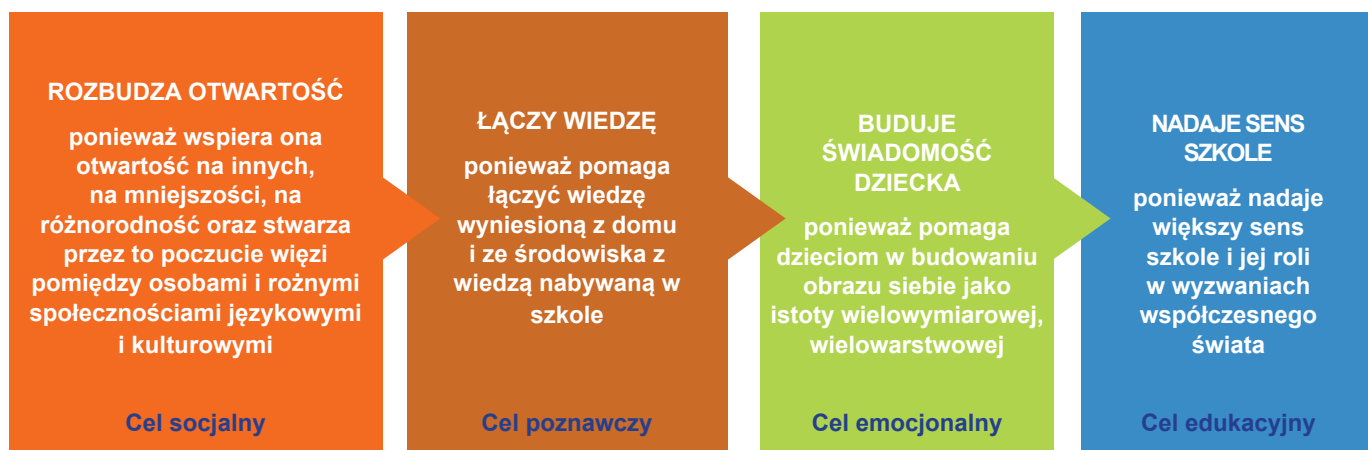 ROZBUDZA OTWARTOŚĆ
ponieważ wspiera ona
otwartość na innych,
na mniejszości, na
różnorodność oraz stwarza
przez to poczucie więzi
pomiędzy osobami i rożnymi
społecznościami językowymi
i kulturowymi
Cel socjalny
ŁĄCZY WIEDZĘ
ponieważ pomaga
łączyć wiedzę
wyniesioną z domu
i ze środowiska z
wiedzą nabywaną w
szkole
Cel poznawczy
BUDUJE
ŚWIADOMOŚĆ
DZIECKA
ponieważ pomaga
dzieciom w budowaniu
obrazu siebie jako
istoty wielowymiarowej,
wielowarstwowej
Cel emocjonalny
NADAJE SENS
SZKOLE
ponieważ nadaje
większy sens
szkole i jej roli
w wyzwaniach
współczesnego
świata
Cel edukacyjny